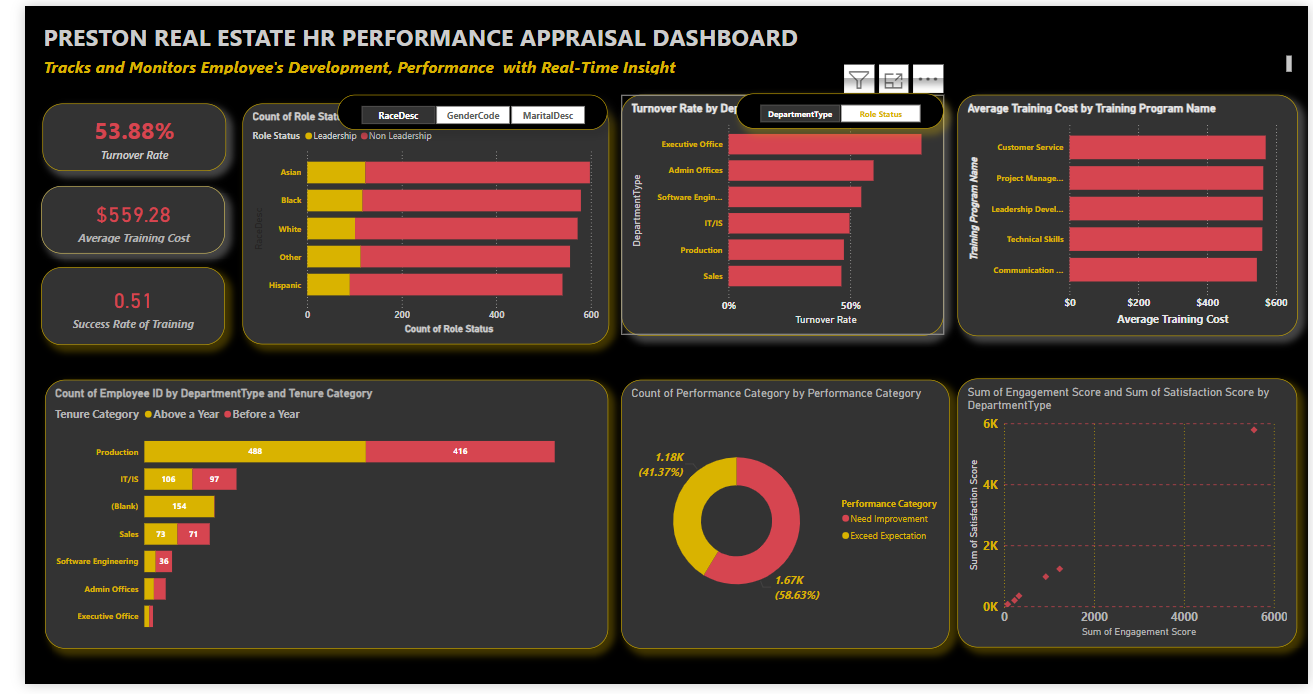 PRESTON REAL ESTATE HR PERFORMANCE APPRAISAL DASHBOARD
Tracks and Monitors Employee's Development, Performance with Real-Time Insight
53.88%
Turnover Rate
$559.28
Average Training Cost
0.51
Success Rate of Training
Count of Role Stat
RaceDesc GenderCode MaritalDesc
Role Status Leadership Non Leadership
RaceDesc
Asian
Black
White
Other
Hispanic
0 200 400 600
Count of Role Status
Turnover Rate by Dep
DepartmentType Role Status
DepartmentType
Executive Office
Admin Offices
Software Engin...
IT/IS
Production
Sales
0% 50%
Turnover Rate
Average Training Cost by Training Program Name
Training Program Name
Customer Service
Project Manage...
Leadership Devel...
Technical Skills
Communication ...
$0 $200 $400 $600
Average Training Cost
Count of Employee ID by DepartmentType and Tenure Category
Tenure Category Above a Year Before a Year
Production 488 416
IT/IS 106 97
(Blank) 154
Sales 73 71
Software Engineering 36
Admin Offices
Executive Office
Count of Performance Category by Performance Category
1.18K
(41.37%)
1.67K
(58.63%)
Performance Category
Need Improvement
Exceed Expectation
Sum of Engagement Score and Sum of Satisfaction Score by
DepartmentType
Sum of Satisfaction Score
6K
4K
2K
0K
0 2000 4000 6000
Sum of Engagement Score